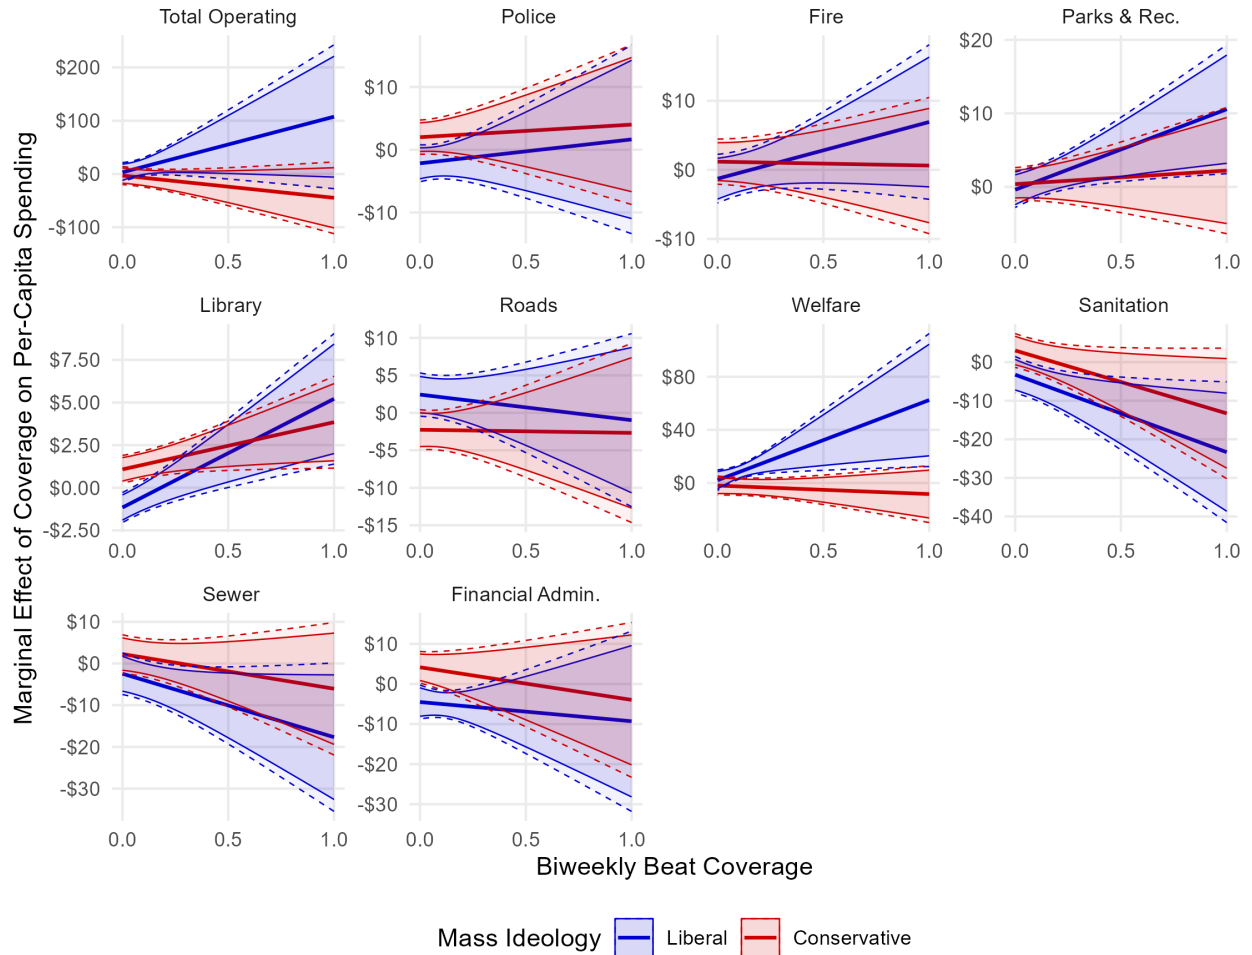 Total Operating Police Fire Parks & Rec.
$200
$100
$0
-$100
0.0 0.5 1.0
$10
$0
-$10
0.0 0.5 1.0
$10
$0
-$10
0.0 0.5 1.0
$20
$10
$0
0.0 0.5 1.0
Library Roads Welfare Sanitation
$7.50
$5.00
$2.50
$0.00
-$2.50
0.0 0.5 1.0
$10
$5
$0
-$5
-$10
-$15
0.0 0.5 1.0
$80
$40
$0
0.0 0.5 1.0
$0
-$10
-$20
-$30
-$40
0.0 0.5 1.0
Sewer Financial Admin.
$10
$0
-$10
-$20
-$30
0.0 0.5 1.0
$10
$0
-$10
-$20
-$30
0.0 0.5 1.0
Marginal Effect of Coverage on Per-Capita Spending
Biweekly Beat Coverage
Mass Ideology Liberal Conservative